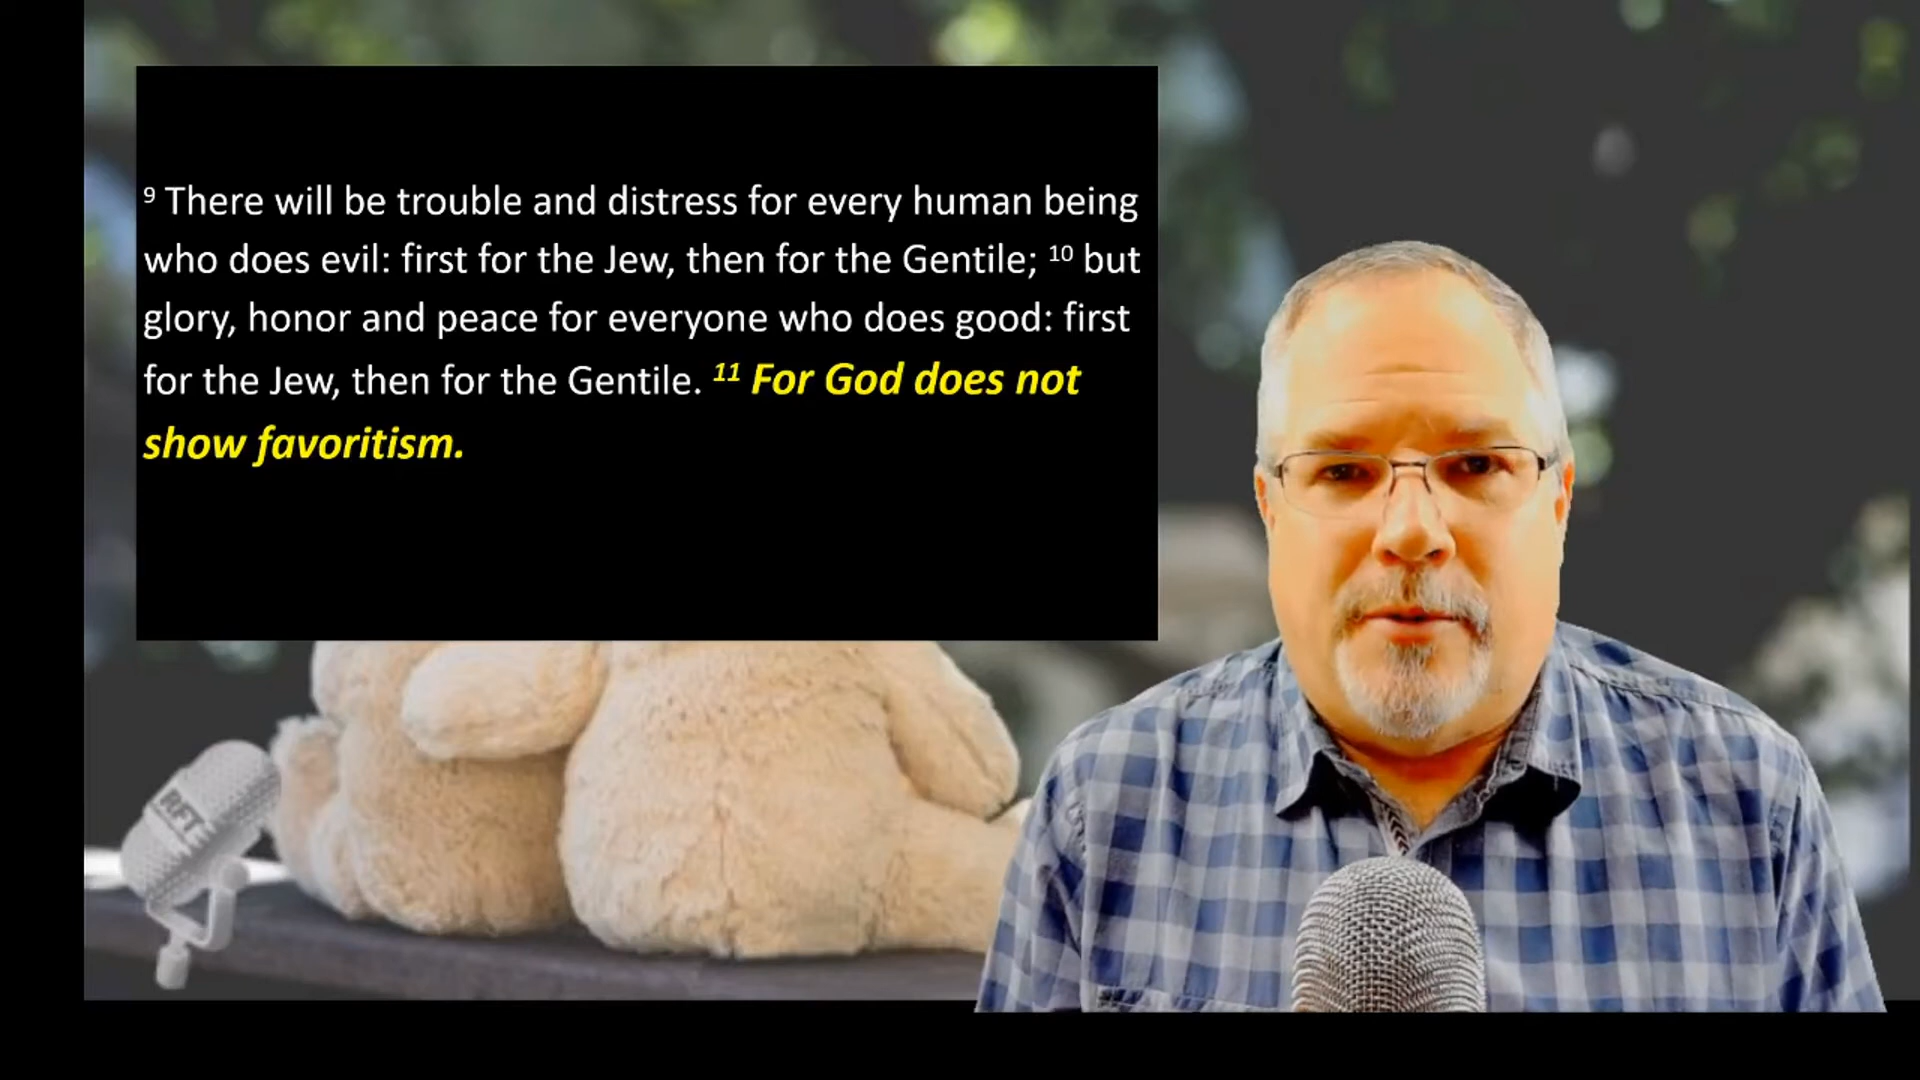 ⁹ There will be trouble and distress for every human being
who does evil: first for the Jew, then for the Gentile; ¹⁰ but
glory, honor and peace for everyone who does good: first
for the Jew, then for the Gentile. ¹¹ For God does not
show favoritism.
RFT